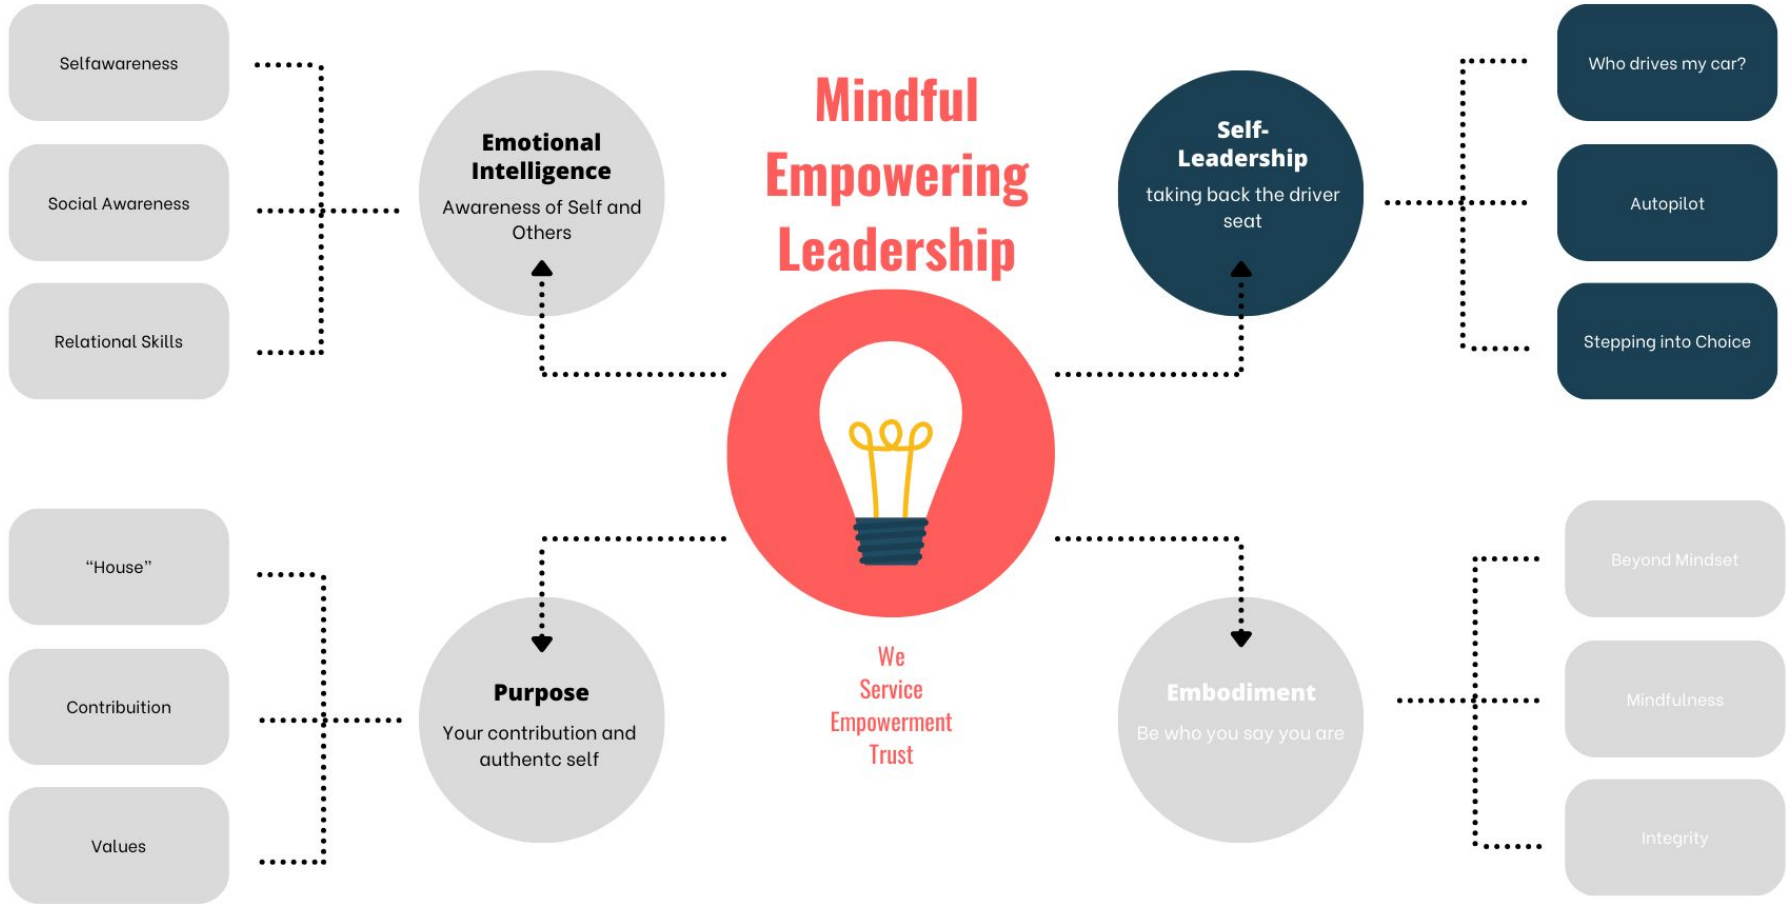 Mindful
Empowering
Leadership
Selfawareness
Social Awareness
Relational Skills
Emotional
Intelligence
Awareness of Self and
Others
Self-
Leadership
taking back the driver
seat
Who drives my car?
Autopilot
Stepping into Choice
“House”
Contribuition
Values
Purpose
Your contribution and
authentc self
We
Service
Empowerment
Trust
Embodiment
Be who you say you are
Beyond Mindset
Mindfulness
Integrity